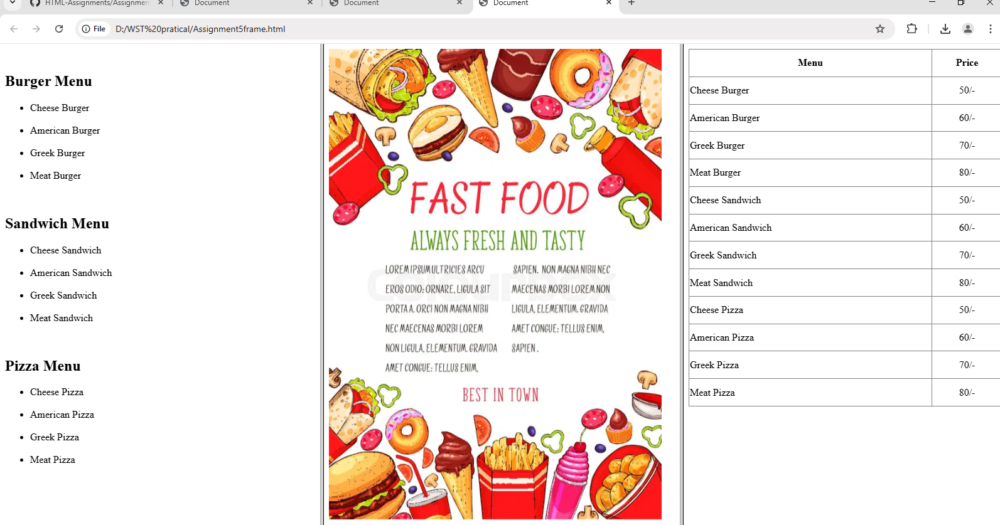 HTML-Assignments/Assignmen
Document
Document
Document
File
D:/WST%20pratical/Assignment5frame.html
Burger Menu
Cheese Burger
American Burger
Greek Burger
Meat Burger
Sandwich Menu
Cheese Sandwich
American Sandwich
Greek Sandwich
Meat Sandwich
Pizza Menu
Cheese Pizza
American Pizza
Greek Pizza
Meat Pizza
FAST FOOD
ALWAYS FRESH AND TASTY
LOREM IPSUM ULTRICIES ARCU
EROS ODIO; ORNARE, LIGULA SIT
PORTA A. ORCI NON MAGNA NIBH
NEC MAECENAS MORBI LOREM
NON LIGULA, ELEMENTUM. GRAVIDA
AMET CONGUE; TELLUS ENIM,
SAPIEN. NON MAGNA NIBH NEC
MAECENAS MORBI LOREM NON
LIGULA, ELEMENTUM. GRAVIDA
AMET CONGUE; TELLUS ENIM,
SAPIEN .
colourbox
BEST IN TOWN
Menu Price
Cheese Burger 50/-
American Burger 60/-
Greek Burger 70/-
Meat Burger 80/-
Cheese Sandwich 50/-
American Sandwich 60/-
Greek Sandwich 70/-
Meat Sandwich 80/-
Cheese Pizza 50/-
American Pizza 60/-
Greek Pizza 70/-
Meat Pizza 80/-